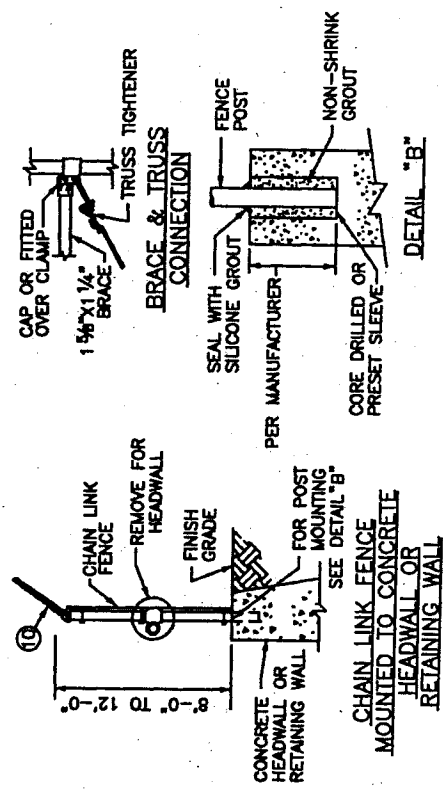 10
CHAIN LINK
FENCE
REMOVE FOR
HEADWALL
FINISH
GRADE
8'-0" TO 12'-0"
CONCRETE
HEADWALL OR
RETAINING WALL
FOR POST
MOUNTING
SEE DETAIL "B"
CHAIN LINK FENCE
MOUNTED TO CONCRETE
HEADWALL OR
RETAINING WALL
CAP OR FITTED
OVER CLAMP
1 5/8"X1 1/4"
BRACE
TRUSS TIGHTENER
BRACE & TRUSS
CONNECTION
SEAL WITH
SILICONE GROUT
FENCE
POST
PER MANUFACTURER
NON-SHRINK
GROUT
CORE DRILLED OR
PRESET SLEEVE
DETAIL "B"